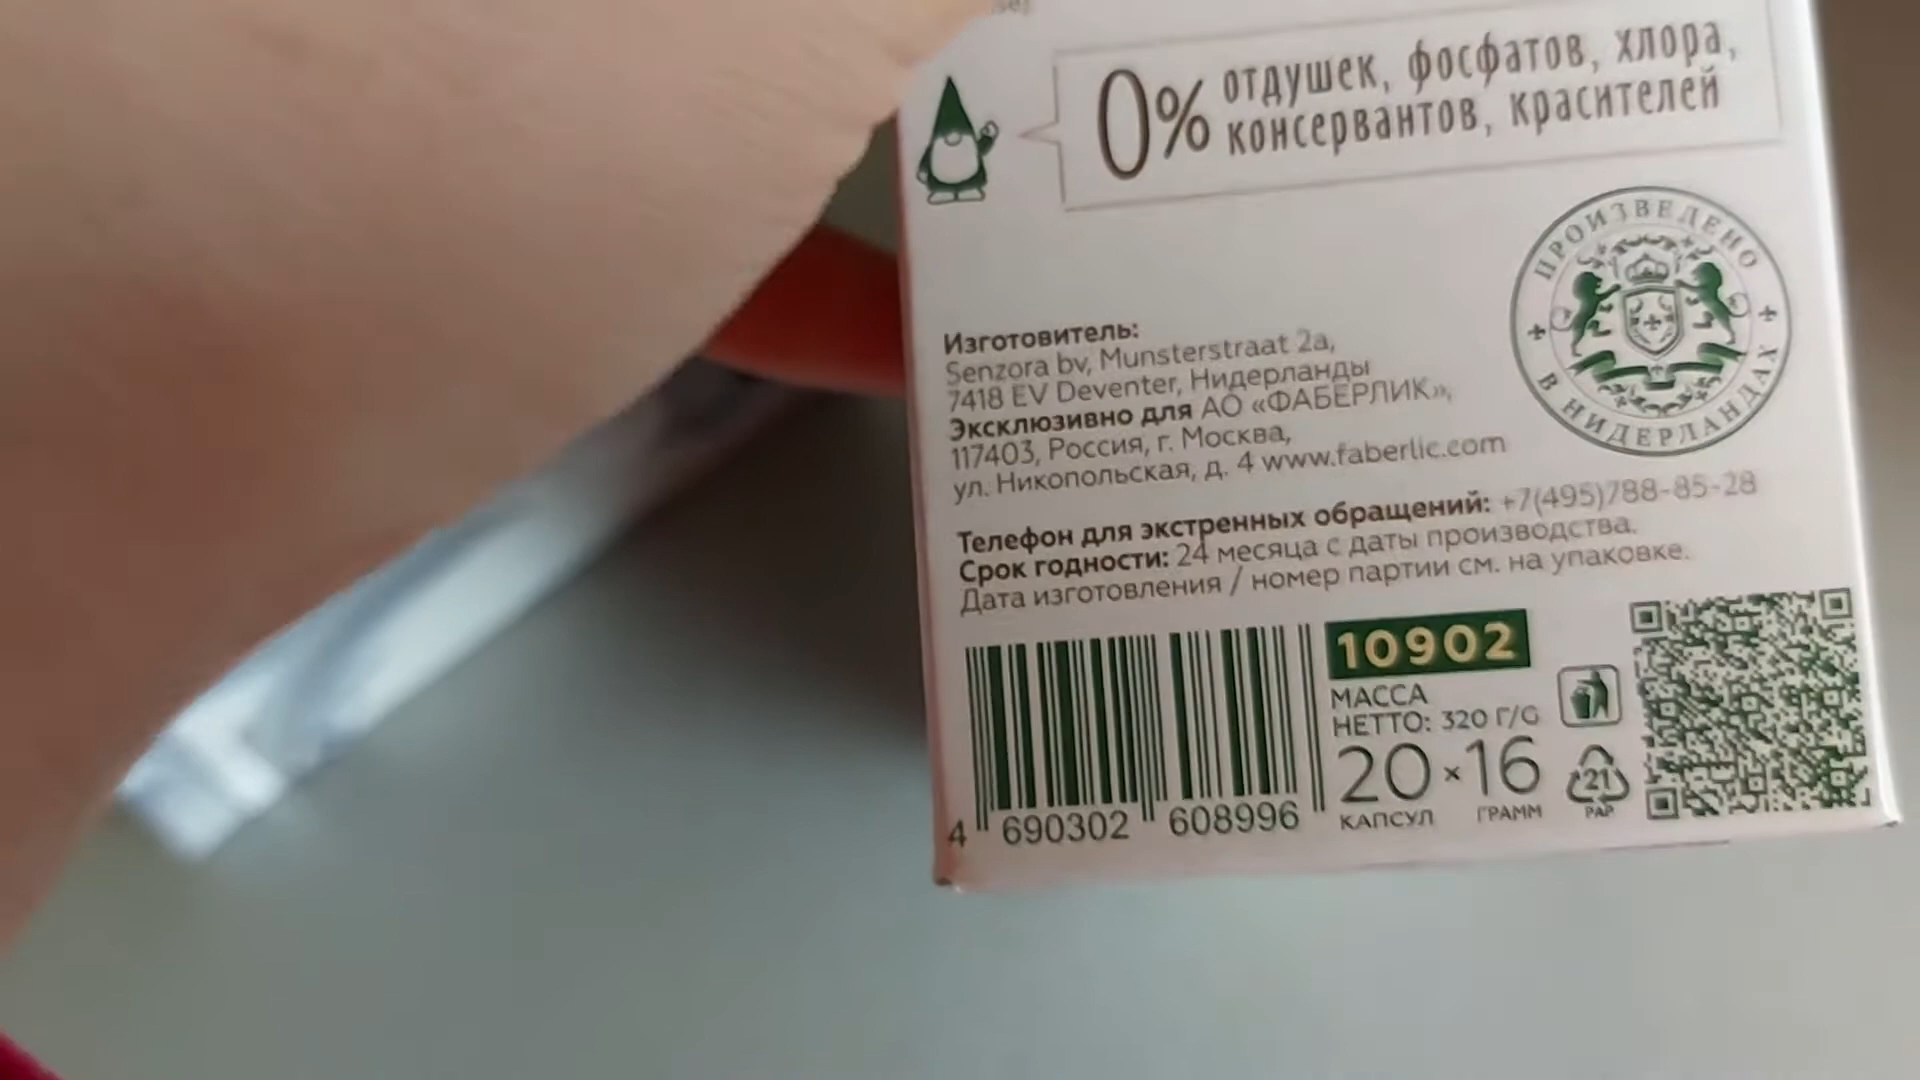 0% отдушек, фосфатов, хлора,
консервантов, красителей
ПРОИЗВЕДЕНО
В НИДЕРЛАНДАХ
Изготовитель:
Senzora bv, Munsterstraat 2a,
7418 EV Deventer, Нидерланды
Эксклюзивно для АО «ФАБЕРЛИК»,
117403, Россия, г. Москва,
ул. Никопольская, д. 4 www.faberlic.com
Телефон для экстренных обращений: +7(495)788-85-28
Срок годности: 24 месяца с даты производства.
Дата изготовления / номер партии см. на упаковке.
10902
МАССА
НЕТТО: 320 Г/G
20 × 16
КАПСУЛ ГРАММ
21
PAP
4 690302 608996